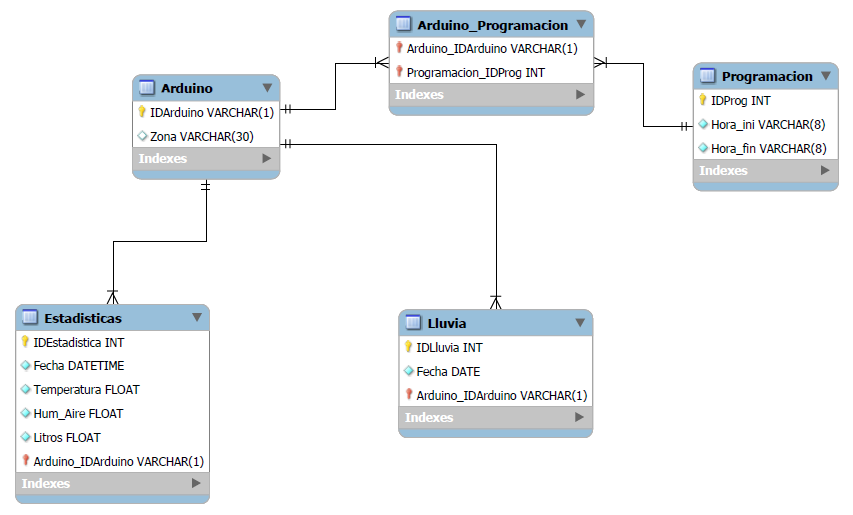 Arduino_Programacion
Arduino_IDArduino VARCHAR(1)
Programacion_IDProg INT
Indexes
Programacion
IDProg INT
Hora_ini VARCHAR(8)
Hora_fin VARCHAR(8)
Indexes
Arduino
IDArduino VARCHAR(1)
Zona VARCHAR(30)
Indexes
Estadisticas
IDEstadistica INT
Fecha DATETIME
Temperatura FLOAT
Hum_Aire FLOAT
Litros FLOAT
Arduino_IDArduino VARCHAR(1)
Indexes
Lluvia
IDLluvia INT
Fecha DATE
Arduino_IDArduino VARCHAR(1)
Indexes